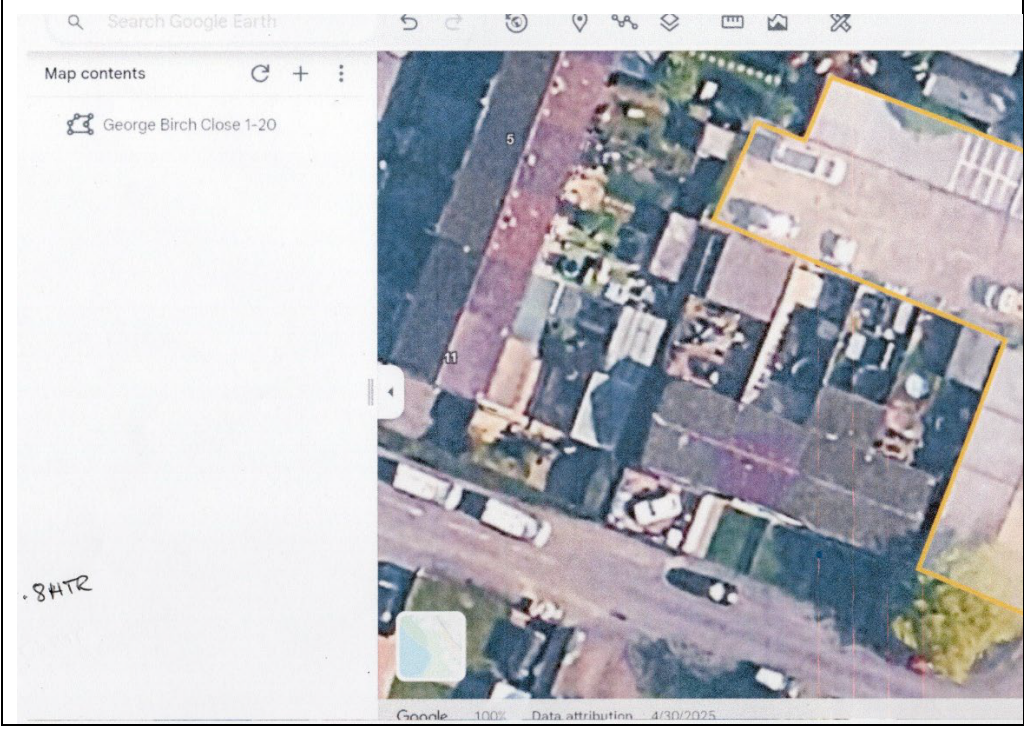 Search Google Earth
Map contents
George Birch Close 1-20
5
11
.8HTR
Google 100% Data attribution 4/30/2025